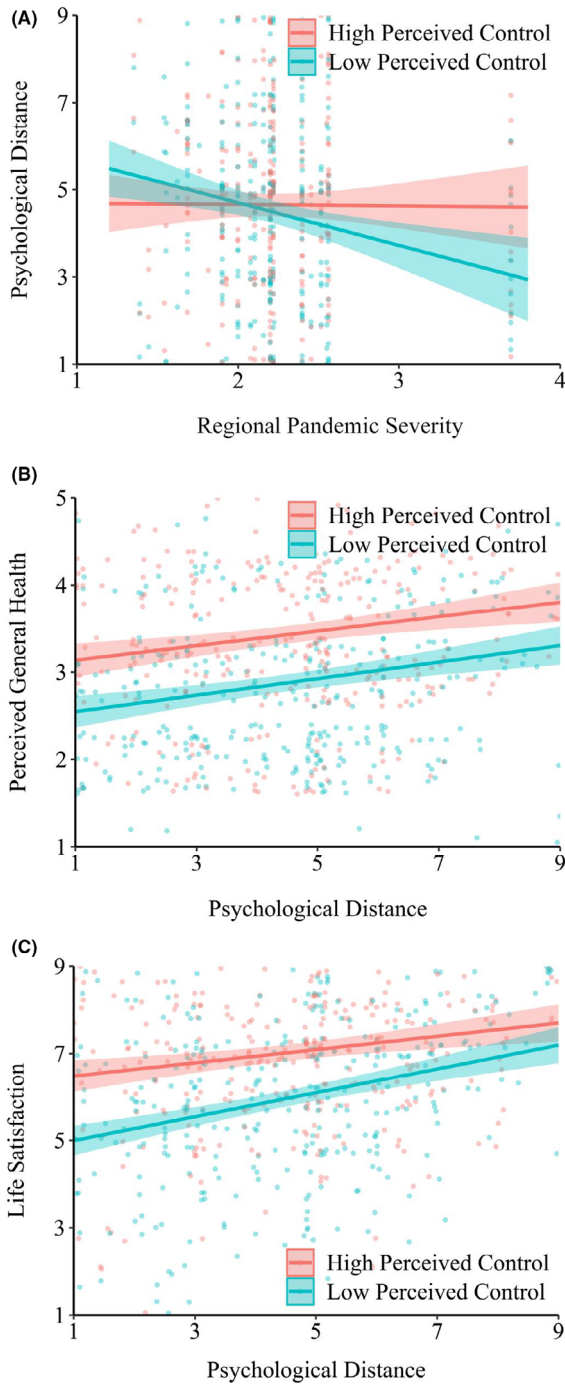 (A)
9
High Perceived Control
Low Perceived Control
7
Psychological Distance
5
3
1
1
2
3
4
Regional Pandemic Severity
(B)
5
High Perceived Control
Low Perceived Control
4
Perceived General Health
3
2
1
1
3
5
7
9
Psychological Distance
(C)
9
7
Life Satisfaction
5
3
High Perceived Control
Low Perceived Control
1
1
3
5
7
9
Psychological Distance